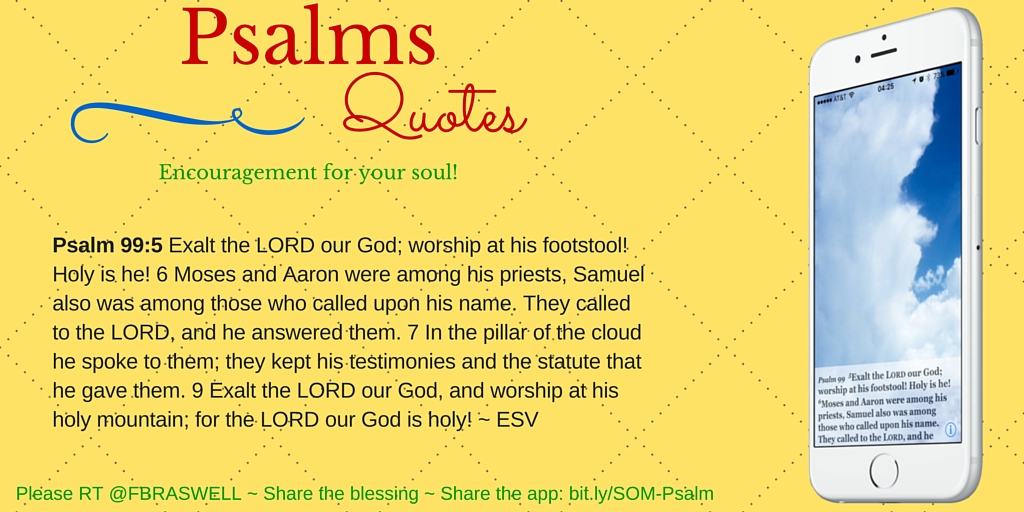 Psalms
Quotes
Encouragement for your soul!
Psalm 99:5 Exalt the LORD our God; worship at his footstool!
Holy is he! 6 Moses and Aaron were among his priests, Samuel
also was among those who called upon his name. They called
to the LORD, and he answered them. 7 In the pillar of the cloud
he spoke to them; they kept his testimonies and the statute that
he gave them. 9 Exalt the LORD our God, and worship at his
holy mountain; for the LORD our God is holy! ~ ESV
Please RT @FBRASWELL ~ Share the blessing ~ Share the app: bit.ly/SOM-Psalm
AT&T 04:25
Psalm 99 ⁵Exalt the LORD our God;
worship at his footstool! Holy is he!
⁶Moses and Aaron were among his
priests, Samuel also was among
those who called upon his name.
They called to the LORD, and he